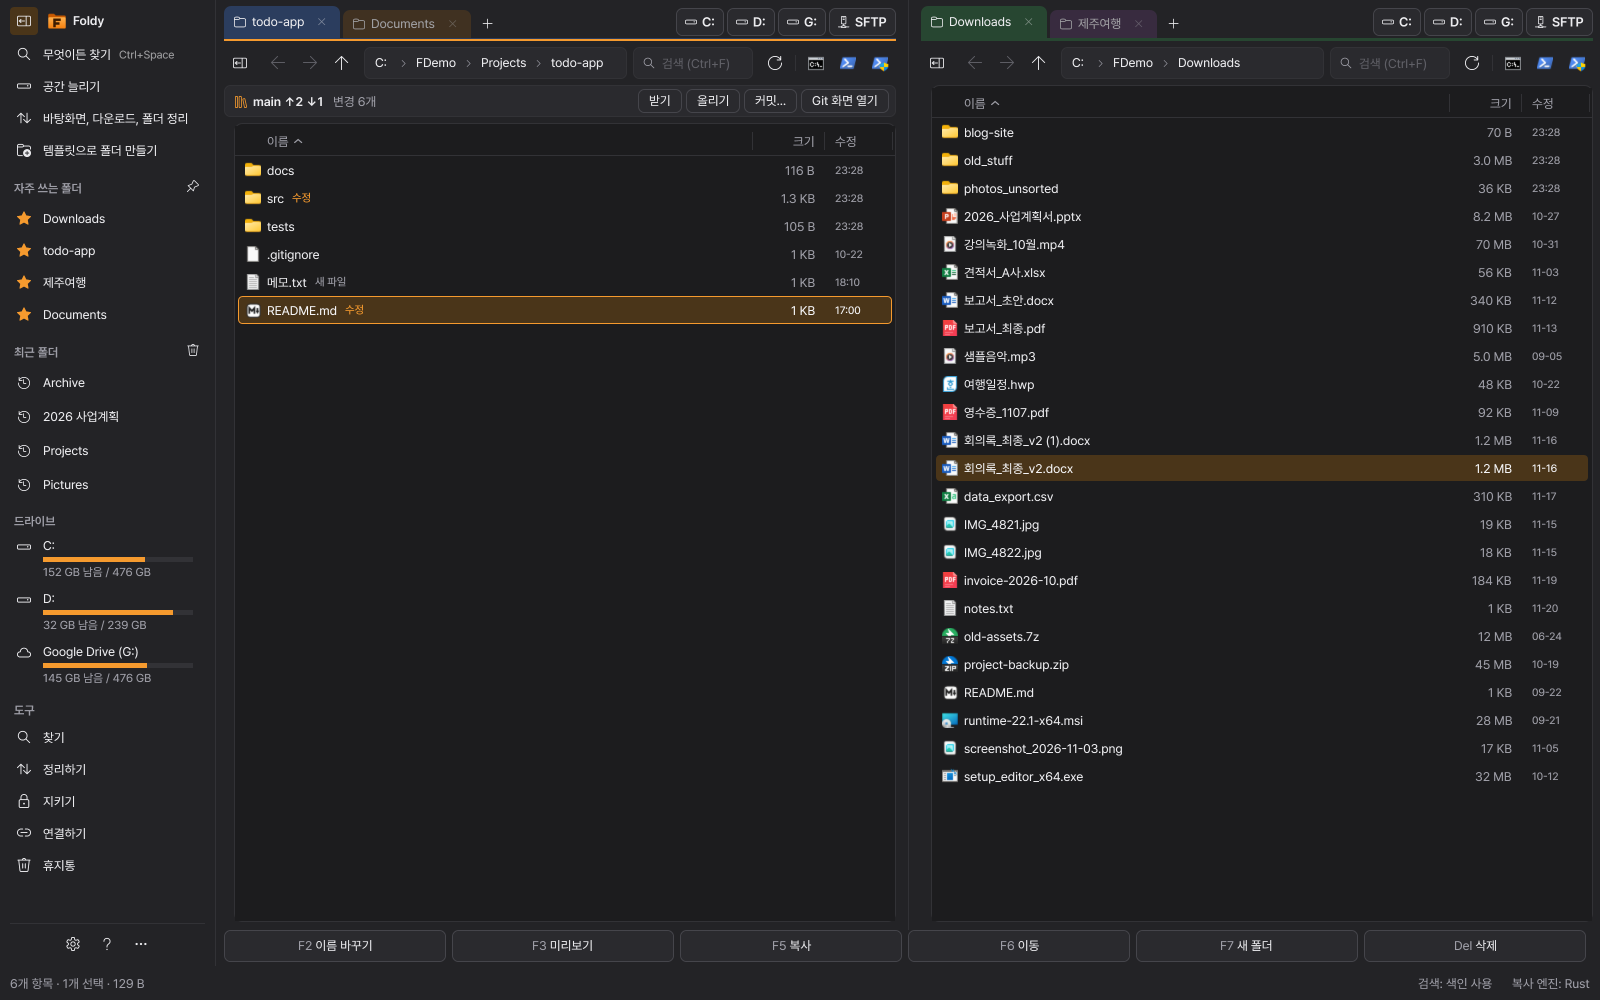 Foldy
무엇이든 찾기 Ctrl+Space
공간 늘리기
바탕화면, 다운로드, 폴더 정리
템플릿으로 폴더 만들기
자주 쓰는 폴더
Downloads
todo-app
제주여행
Documents
최근 폴더
Archive
2026 사업계획
Projects
Pictures
드라이브
C:
152 GB 남음 / 476 GB
D:
32 GB 남음 / 239 GB
Google Drive (G:)
145 GB 남음 / 476 GB
도구
찾기
정리하기
지키기
연결하기
휴지통
todo-app Documents C: D: G: SFTP
C: FDemo Projects todo-app 검색 (Ctrl+F)
main ↑2 ↓1 변경 6개 받기 올리기 커밋... Git 화면 열기
이름 크기 수정
docs 116 B 23:28
src 수정 1.3 KB 23:28
tests 105 B 23:28
.gitignore 1 KB 10-22
메모.txt 새 파일 1 KB 18:10
README.md 수정 1 KB 17:00
Downloads 제주여행 C: D: G: SFTP
C: FDemo Downloads 검색 (Ctrl+F)
이름 크기 수정
blog-site 70 B 23:28
old_stuff 3.0 MB 23:28
photos_unsorted 36 KB 23:28
2026_사업계획서.pptx 8.2 MB 10-27
강의녹화_10월.mp4 70 MB 10-31
견적서_A사.xlsx 56 KB 11-03
보고서_초안.docx 340 KB 11-12
보고서_최종.pdf 910 KB 11-13
샘플음악.mp3 5.0 MB 09-05
여행일정.hwp 48 KB 10-22
영수증_1107.pdf 92 KB 11-09
회의록_최종_v2 (1).docx 1.2 MB 11-16
회의록_최종_v2.docx 1.2 MB 11-16
data_export.csv 310 KB 11-17
IMG_4821.jpg 19 KB 11-15
IMG_4822.jpg 18 KB 11-15
invoice-2026-10.pdf 184 KB 11-19
notes.txt 1 KB 11-20
old-assets.7z 12 MB 06-24
project-backup.zip 45 MB 10-19
README.md 1 KB 09-22
runtime-22.1-x64.msi 28 MB 09-21
screenshot_2026-11-03.png 17 KB 11-05
setup_editor_x64.exe 32 MB 10-12
F2 이름 바꾸기 F3 미리보기 F5 복사 F6 이동 F7 새 폴더 Del 삭제
6개 항목 · 1개 선택 · 129 B 검색: 색인 사용 복사 엔진: Rust